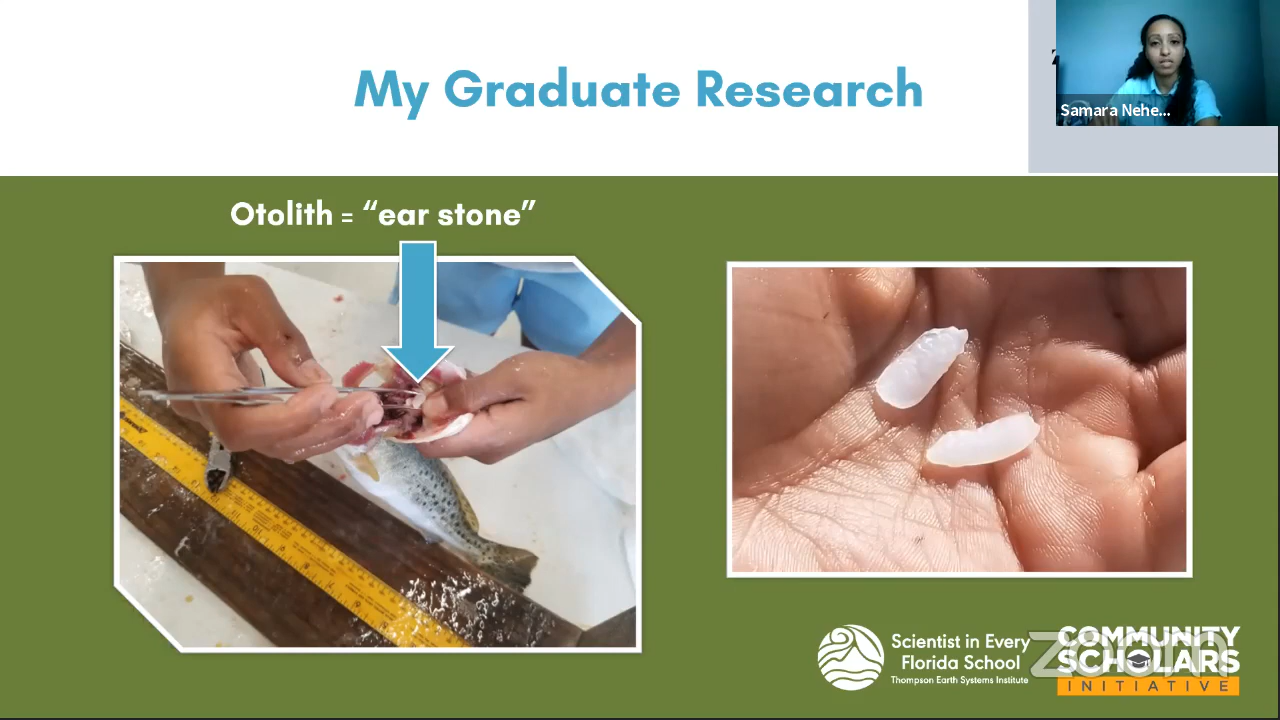 My Graduate Research
Samara Nehe...
Otolith = “ear stone”
Scientist in Every
Florida School
Thompson Earth Systems Institute
COMMUNITY
SCHOLARS
INITIATIVE
zoom